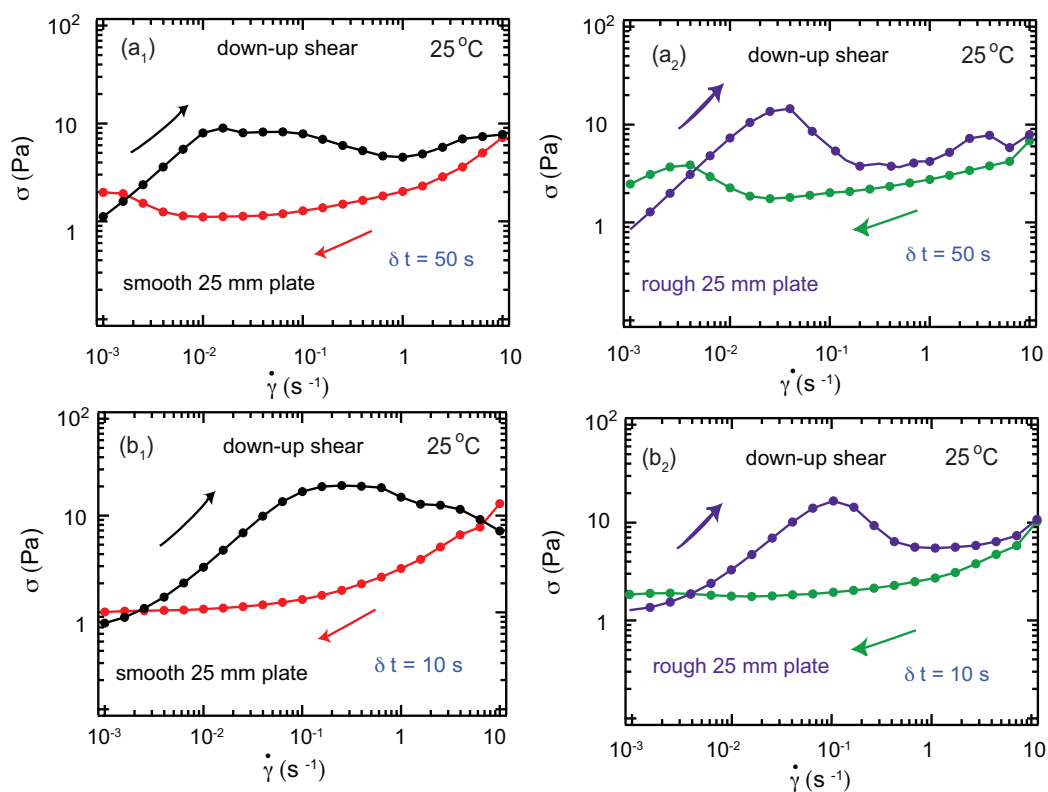 (a₁) down-up shear 25 °C
10²
10
1
σ (Pa)
δ t = 50 s
smooth 25 mm plate
10⁻³ 10⁻² 10⁻¹ 1 10
γ̇ (s ⁻¹)
(a₂) down-up shear 25 °C
10²
10
1
σ (Pa)
δ t = 50 s
rough 25 mm plate
10⁻³ 10⁻² 10⁻¹ 1 10
γ̇ (s ⁻¹)
(b₁) down-up shear 25 °C
10²
10
1
σ (Pa)
smooth 25 mm plate δ t = 10 s
10⁻³ 10⁻² 10⁻¹ 1 10
γ̇ (s ⁻¹)
(b₂) down-up shear 25 °C
10²
10
1
σ (Pa)
rough 25 mm plate δ t = 10 s
10⁻³ 10⁻² 10⁻¹ 1 10
γ̇ (s ⁻¹)